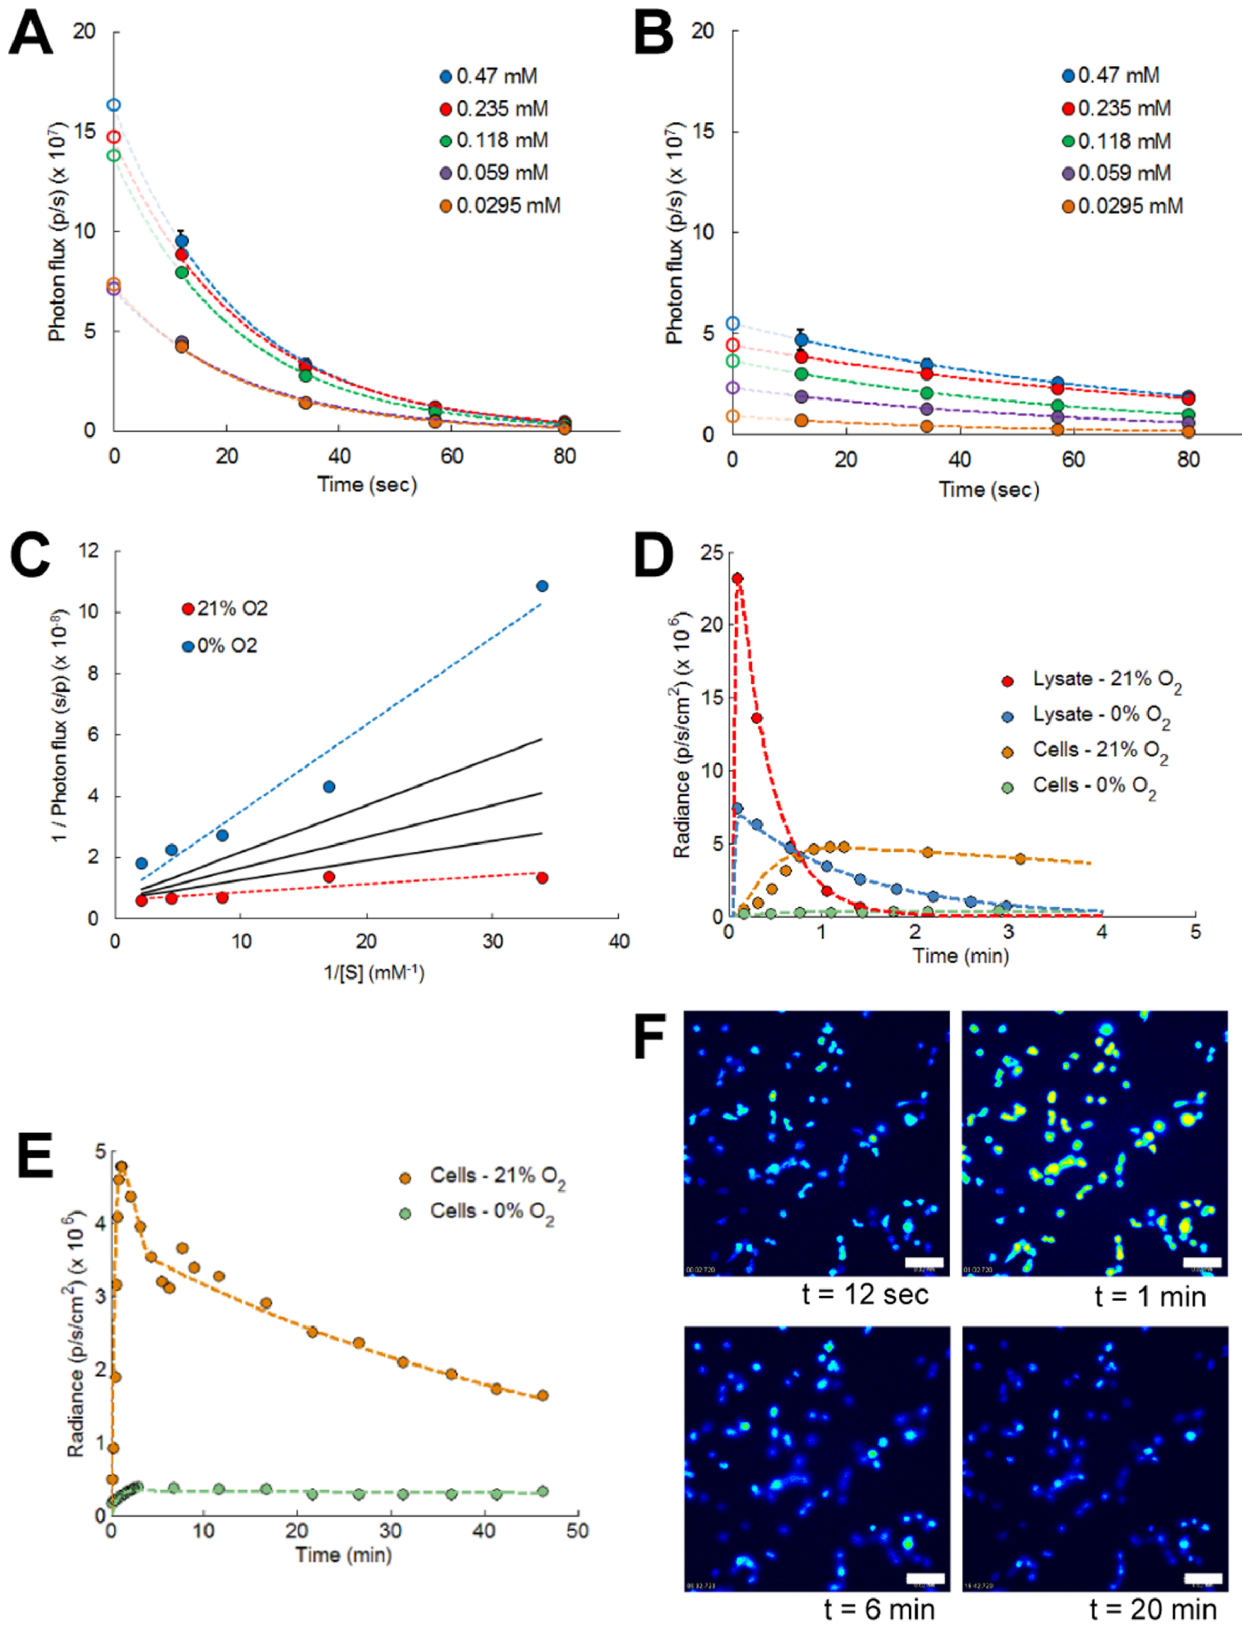 A
20
15
10
5
0
Photon flux (p/s) (x 10⁷)
0.47 mM
0.235 mM
0.118 mM
0.059 mM
0.0295 mM
0 20 40 60 80
Time (sec)
B
20
15
10
5
0
Photon flux (p/s) (x 10⁷)
0.47 mM
0.235 mM
0.118 mM
0.059 mM
0.0295 mM
0 20 40 60 80
Time (sec)
C
12
10
8
6
4
2
0
1 / Photon flux (s/p) (x 10⁻⁸)
21% O2
0% O2
0 10 20 30 40
1/[S] (mM⁻¹)
D
25
20
15
10
5
0
Radiance (p/s/cm²) (x 10⁶)
Lysate - 21% O₂
Lysate - 0% O₂
Cells - 21% O₂
Cells - 0% O₂
0 1 2 3 4 5
Time (min)
E
5
4
3
2
1
0
Radiance (p/s/cm²) (x 10⁶)
Cells - 21% O₂
Cells - 0% O₂
0 10 20 30 40 50
Time (min)
F
t = 12 sec
t = 1 min
t = 6 min
t = 20 min